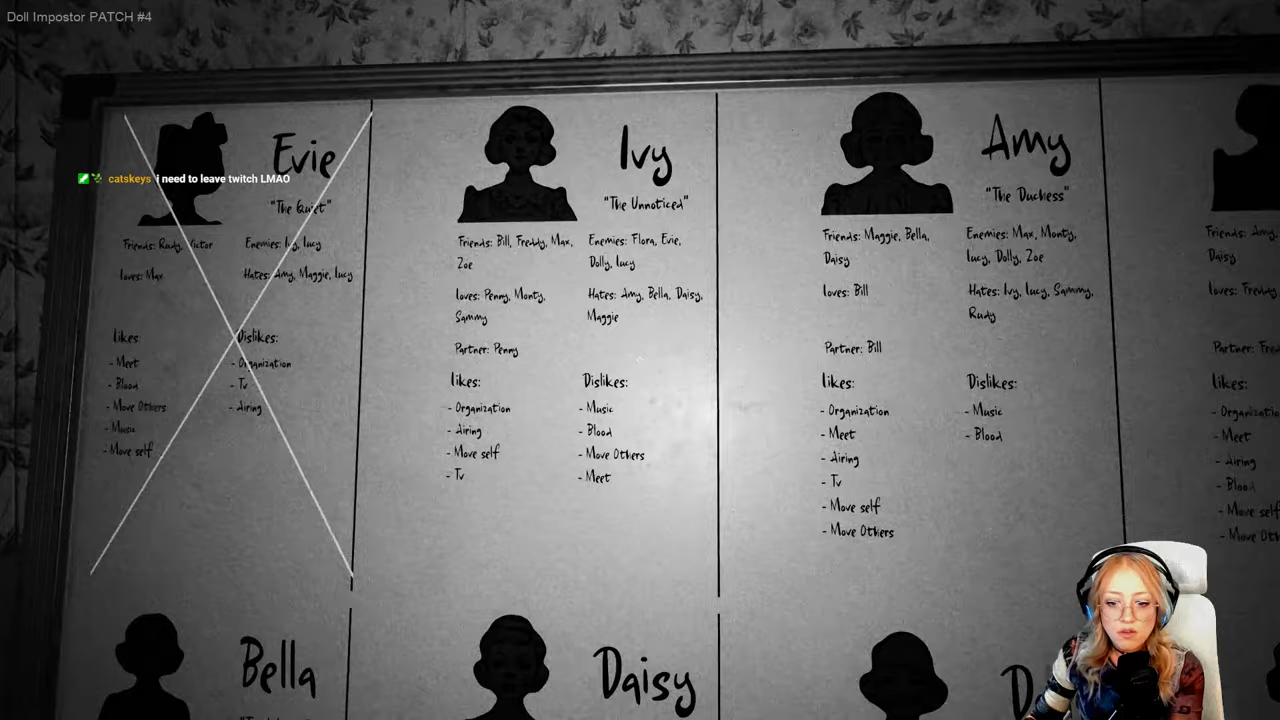 Doll Impostor PATCH #4
Evie
catskeys i need to leave twitch LMAO
"The Quiet"
Friends: Rudy, Victor
Enemies: Ivy, Lucy
Loves: Max
Hates: Amy, Maggie, Lucy
Likes:
- Meet
- Blood
- Move Others
- Music
- Move self
Dislikes:
- Organization
- Tv
- Airing
Ivy
"The Unnoticed"
Friends: Bill, Freddy, Max,
Zoe
Enemies: Flora, Evie,
Dolly, Lucy
Loves: Penny, Monty,
Sammy
Hates: Amy, Bella, Daisy,
Maggie
Partner: Penny
Likes:
- Organization
- Airing
- Move self
- Tv
Dislikes:
- Music
- Blood
- Move Others
- Meet
Amy
"The Duchess"
Friends: Maggie, Bella,
Daisy
Enemies: Max, Monty,
Lucy, Dolly, Zoe
Loves: Bill
Hates: Ivy, Lucy, Sammy,
Rudy
Partner: Bill
Likes:
- Organization
- Meet
- Airing
- Tv
- Move self
- Move Others
Dislikes:
- Music
- Blood
Friends: Amy,
Daisy
Loves: Freddy
Partner:
Likes:
- Meet
- Airing
- Blood
- Move self
Bella
Daisy